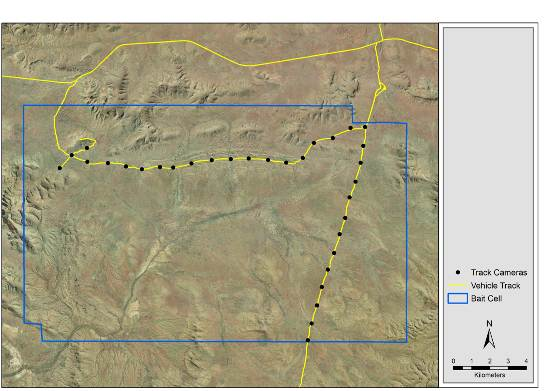 Track Cameras
Vehicle Track
Bait Cell
N
0 1 2 3 4
Kilometers